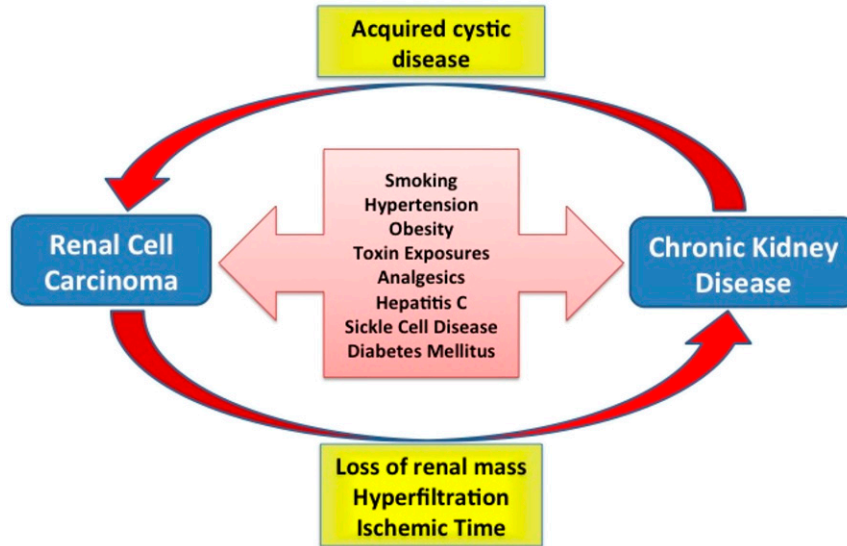 Acquired cystic
disease
Smoking
Hypertension
Obesity
Toxin Exposures
Analgesics
Hepatitis C
Sickle Cell Disease
Diabetes Mellitus
Renal Cell
Carcinoma
Chronic Kidney
Disease
Loss of renal mass
Hyperfiltration
Ischemic Time